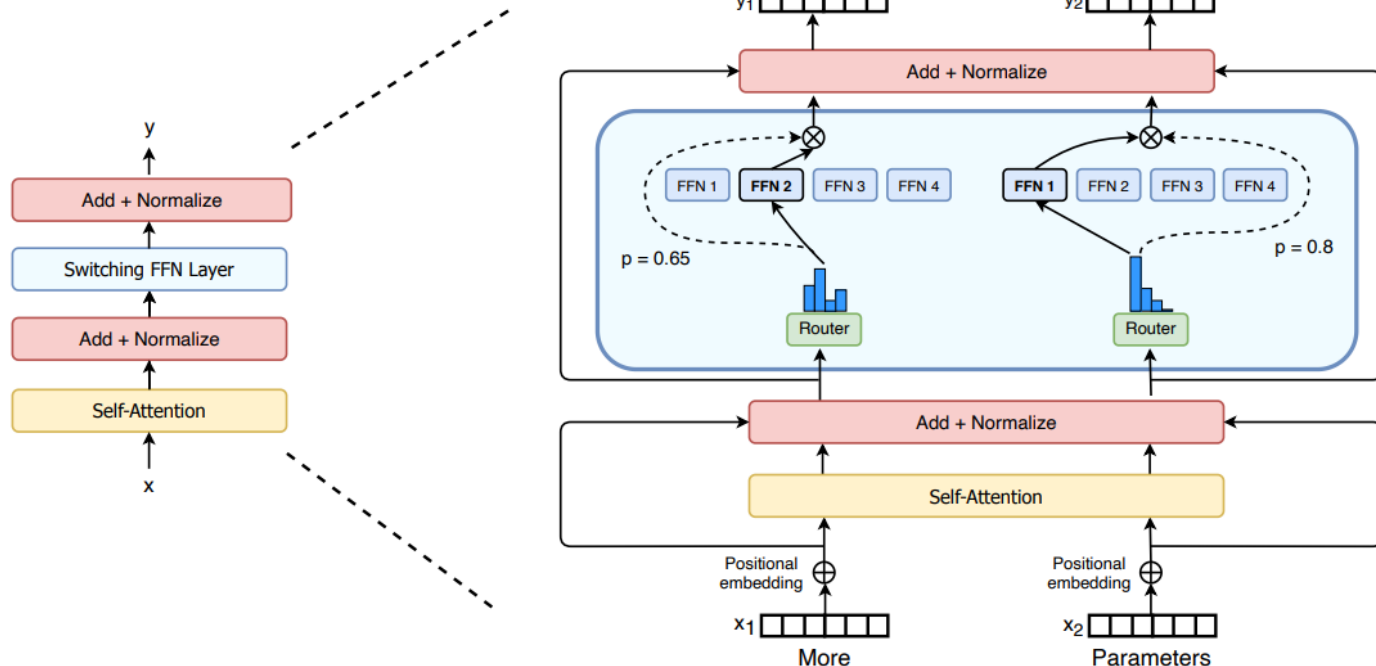 y
Add + Normalize
Switching FFN Layer
Add + Normalize
Self-Attention
x
y1
y2
Add + Normalize
FFN 1 FFN 2 FFN 3 FFN 4
FFN 1 FFN 2 FFN 3 FFN 4
p = 0.65
p = 0.8
Router
Router
Add + Normalize
Self-Attention
Positional
embedding
Positional
embedding
x1
x2
More
Parameters